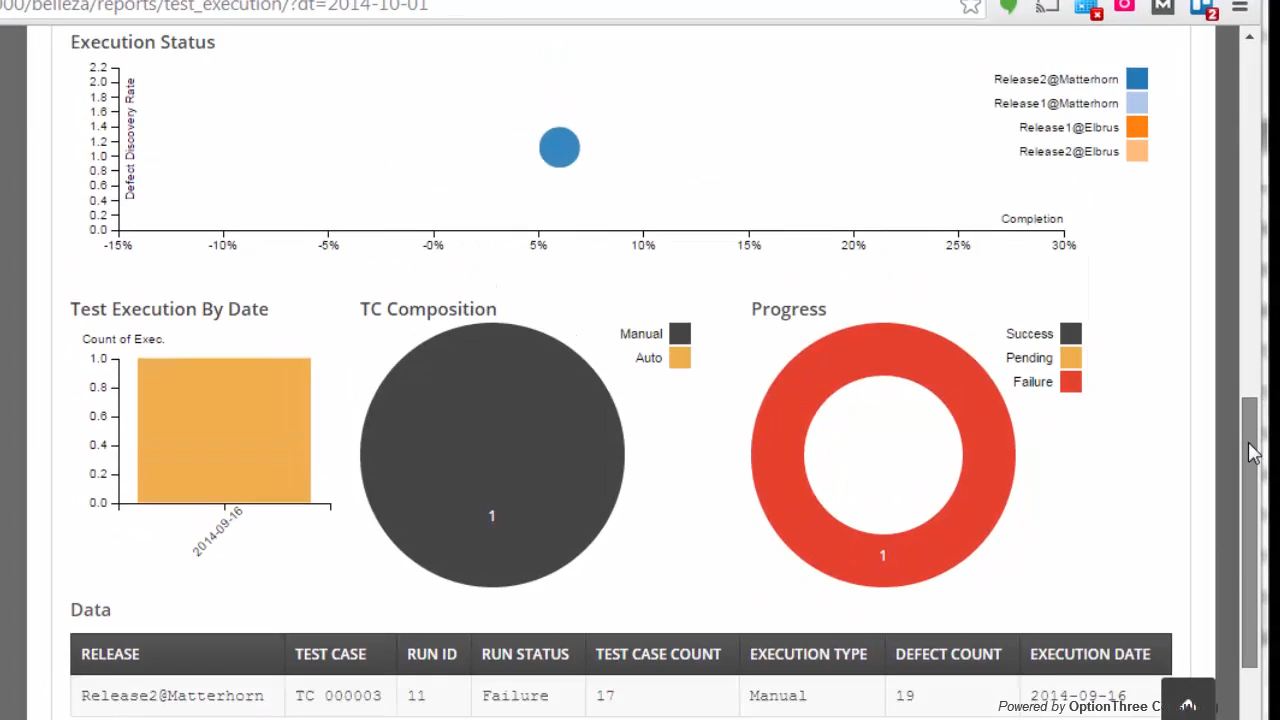 000/belleza/reports/test_execution/?dt=2014-10-01
M
2
Execution Status
Defect Discovery Rate
2.2
2.0
1.8
1.6
1.4
1.2
1.0
0.8
0.6
0.4
0.2
0.0
-15%
-10%
-5%
-0%
5%
10%
15%
20%
25%
30%
Completion
Release2@Matterhorn
Release1@Matterhorn
Release1@Elbrus
Release2@Elbrus
Test Execution By Date
Count of Exec.
1.0
0.8
0.6
0.4
0.2
0.0
2014-09-16
TC Composition
Manual
Auto
1
Progress
Success
Pending
Failure
1
Data
RELEASE TEST CASE RUN ID RUN STATUS TEST CASE COUNT EXECUTION TYPE DEFECT COUNT EXECUTION DATE
Release2@Matterhorn TC 000003 11 Failure 17 Manual 19 2014-09-16
Powered by OptionThree